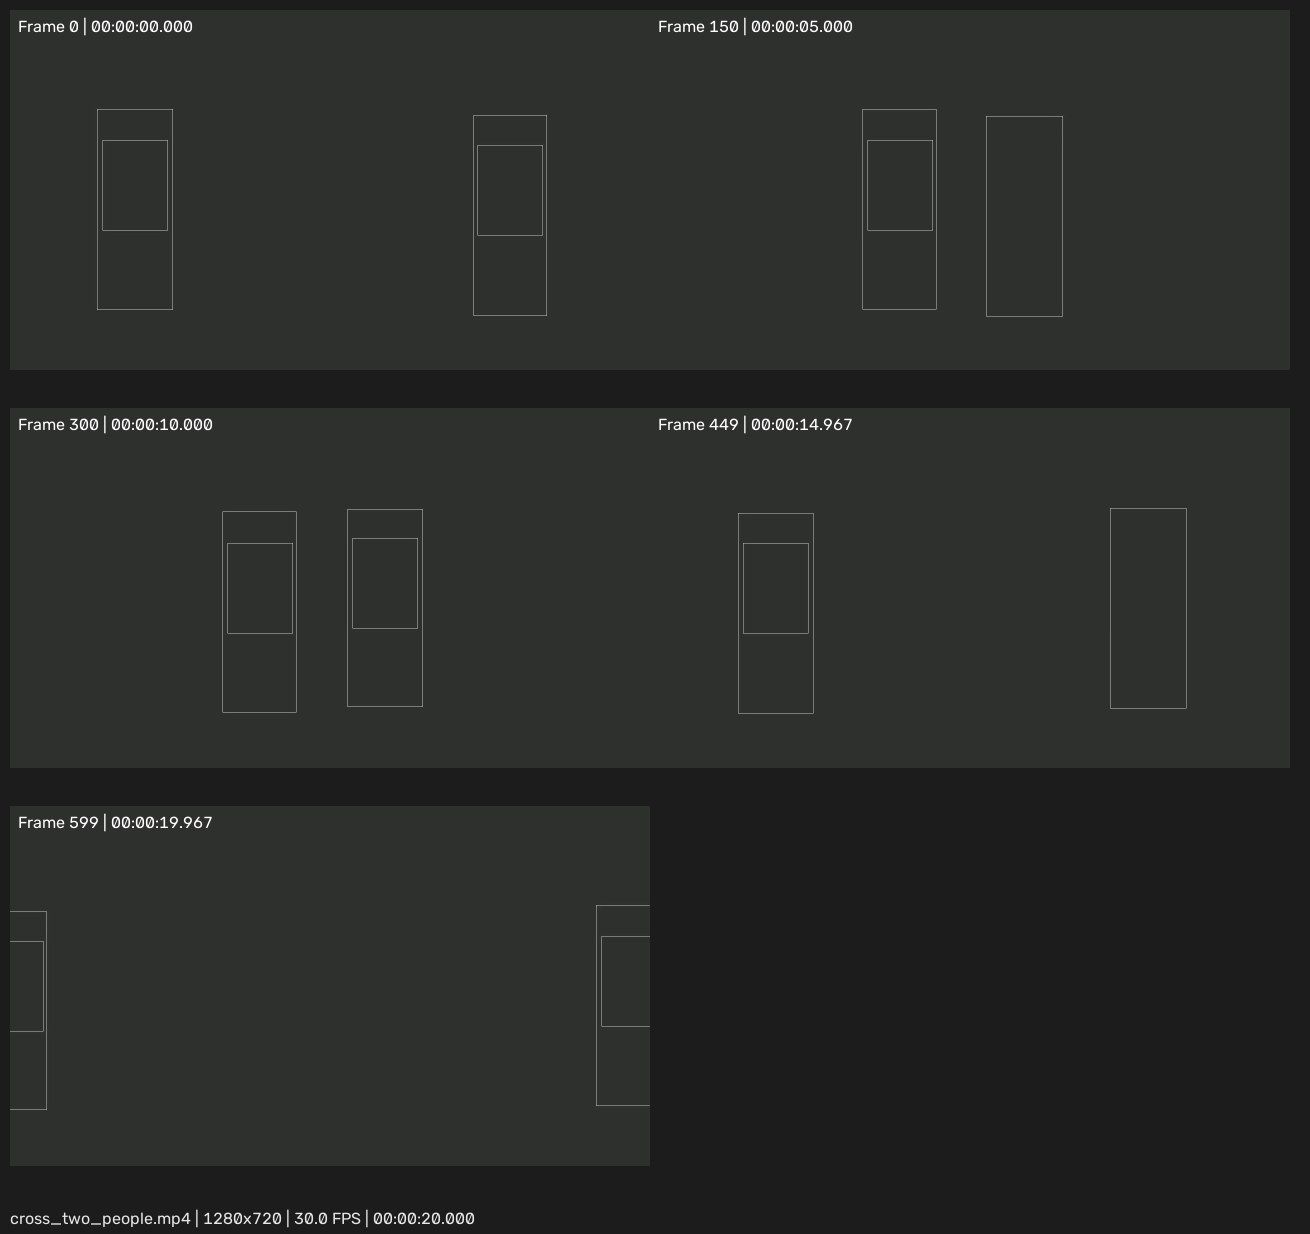 Frame 0 | 00:00:00.000
Frame 150 | 00:00:05.000
Frame 300 | 00:00:10.000
Frame 449 | 00:00:14.967
Frame 599 | 00:00:19.967
cross_two_people.mp4 | 1280x720 | 30.0 FPS | 00:00:20.000